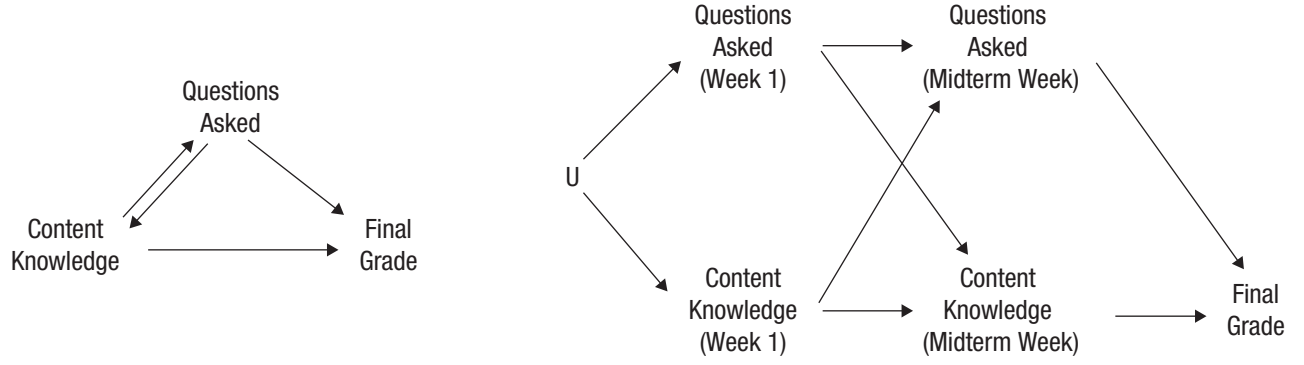 Questions
Asked
Content
Knowledge
Final
Grade
U
Questions
Asked
(Week 1)
Questions
Asked
(Midterm Week)
Content
Knowledge
(Week 1)
Content
Knowledge
(Midterm Week)
Final
Grade